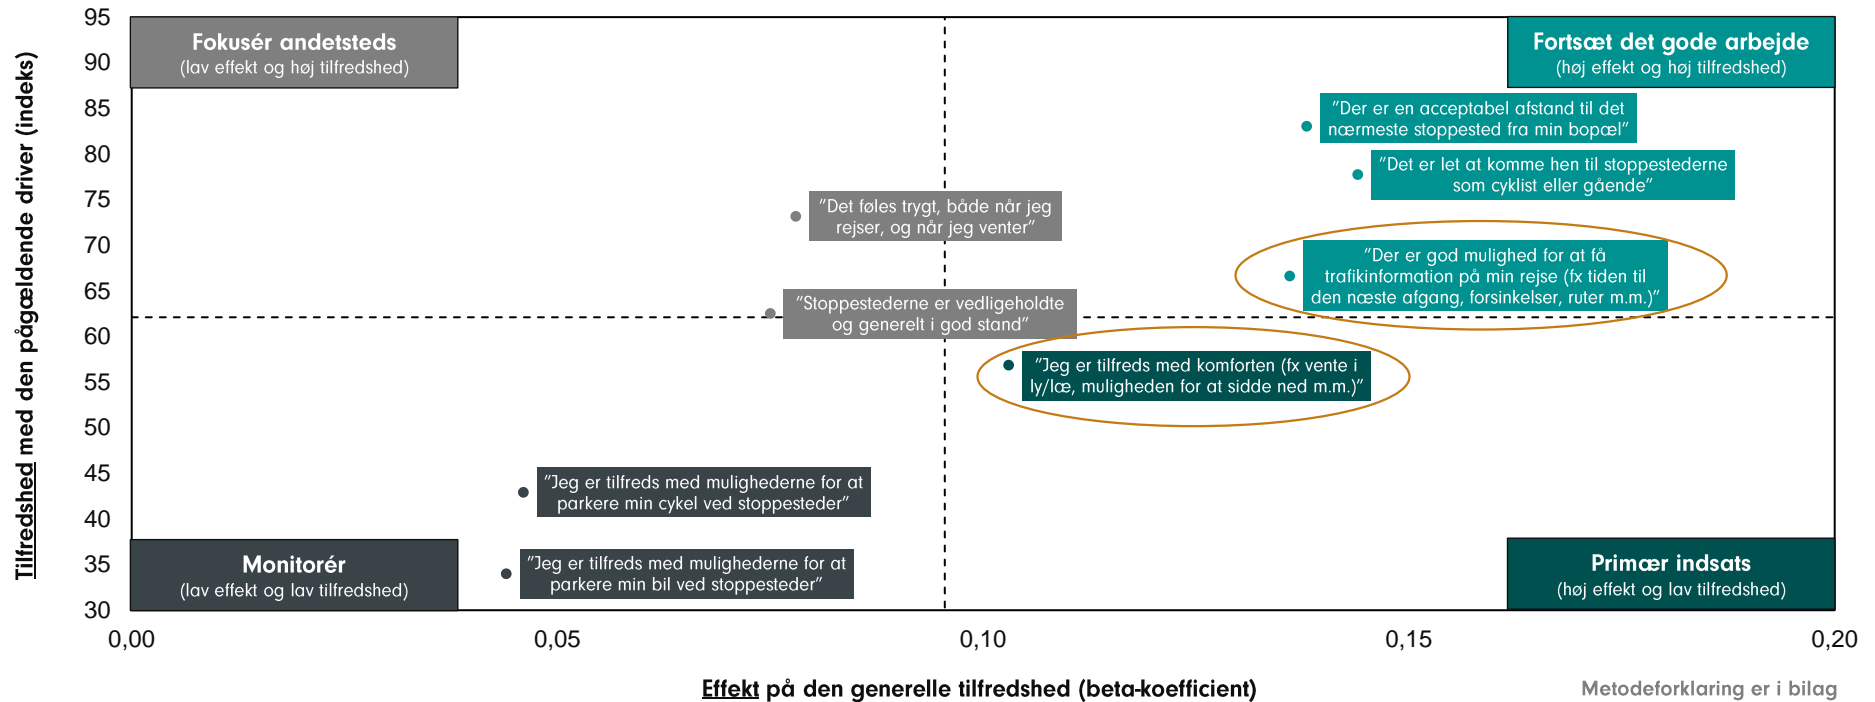 Tilfredshed med den pågældende driver (indeks)
95
90
85
80
75
70
65
60
55
50
45
40
35
30
Fokusér andetsteds
(lav effekt og høj tilfredshed)
Fortsæt det gode arbejde
(høj effekt og høj tilfredshed)
”Der er en acceptabel afstand til det
nærmeste stoppested fra min bopæl”
”Det er let at komme hen til stoppestederne
som cyklist eller gående”
”Det føles trygt, både når jeg
rejser, og når jeg venter”
”Der er god mulighed for at få
trafikinformation på min rejse (fx tiden til
den næste afgang, forsinkelser, ruter m.m.)”
”Stoppestederne er vedligeholdte
og generelt i god stand”
”Jeg er tilfreds med komforten (fx vente i
ly/læ, muligheden for at sidde ned m.m.)”
”Jeg er tilfreds med mulighederne for at
parkere min cykel ved stoppesteder”
”Jeg er tilfreds med mulighederne for at
parkere min bil ved stoppesteder”
Monitorér
(lav effekt og lav tilfredshed)
Primær indsats
(høj effekt og lav tilfredshed)
0,00
0,05
0,10
0,15
0,20
Effekt på den generelle tilfredshed (beta-koefficient)
Metodeforklaring er i bilag